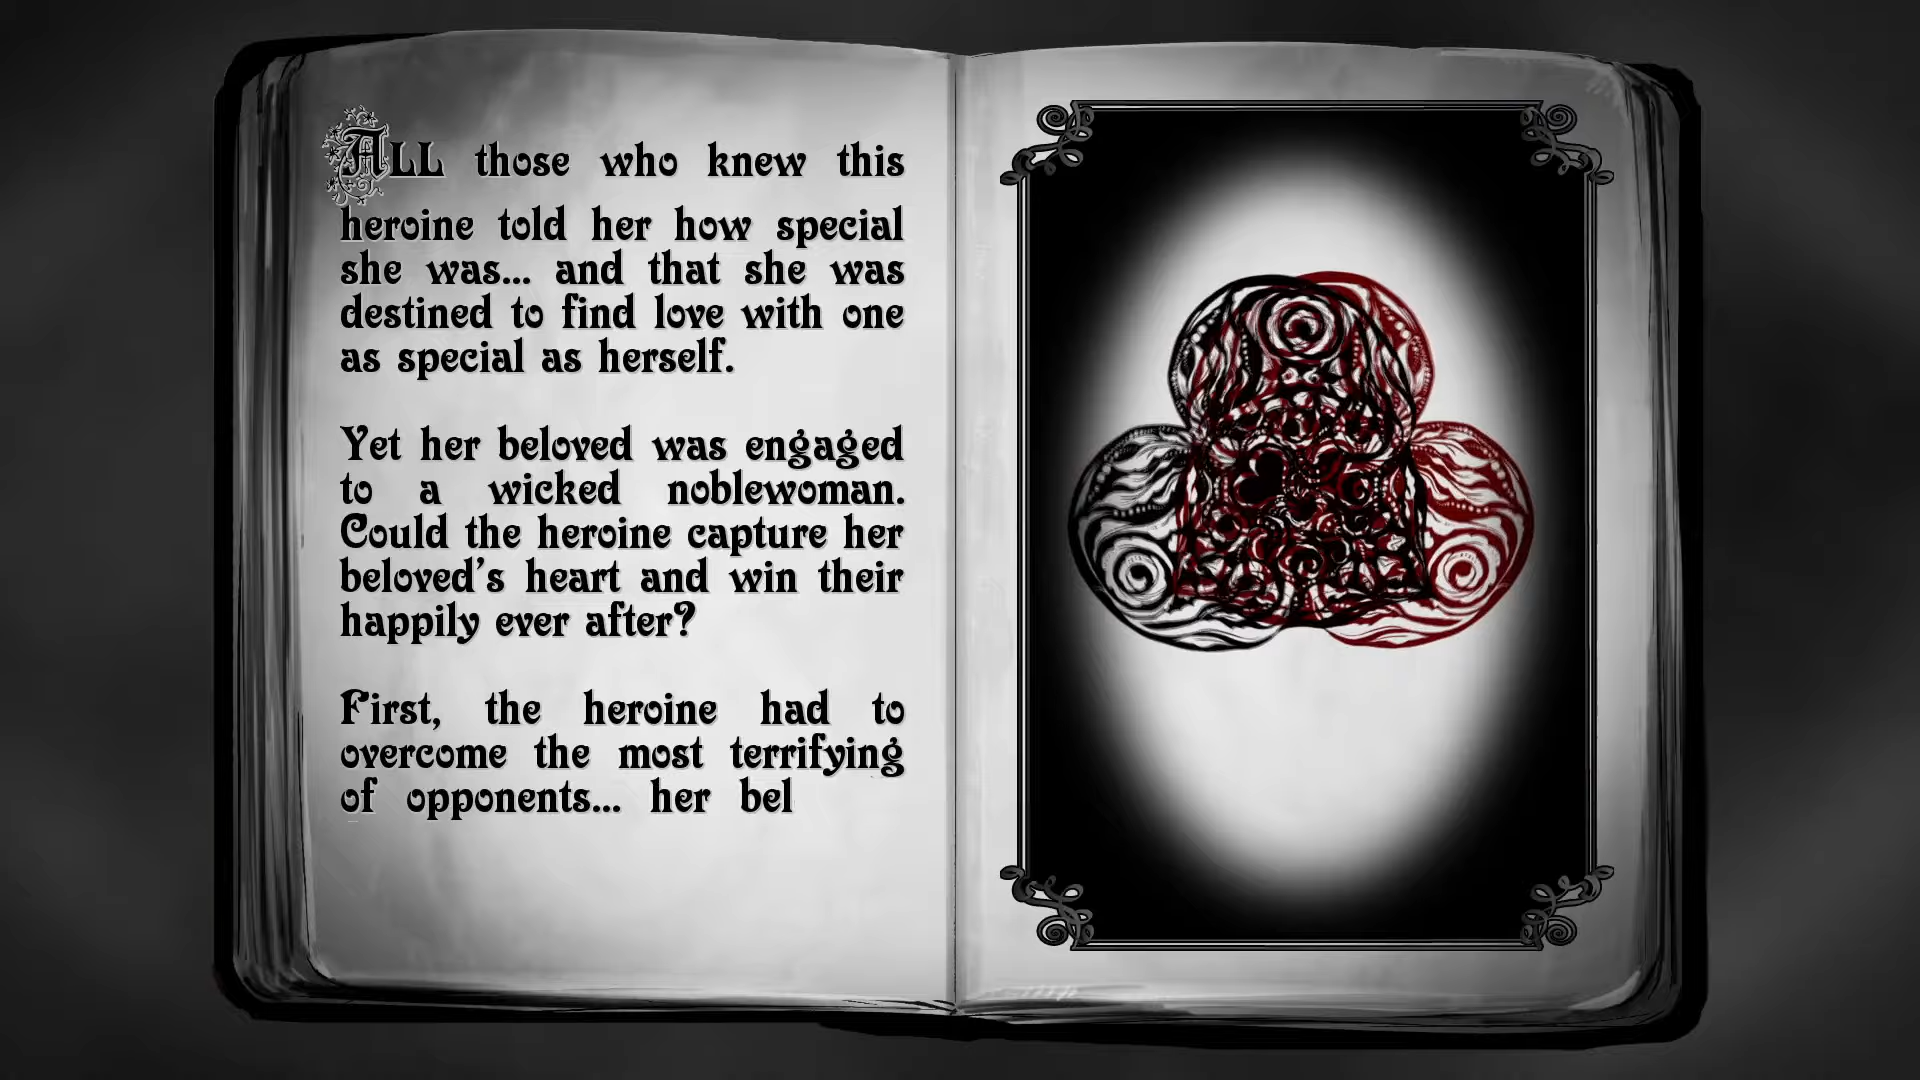 ALL those who knew this
heroine told her how special
she was... and that she was
destined to find love with one
as special as herself.
Yet her beloved was engaged
to a wicked noblewoman.
Could the heroine capture her
beloved's heart and win their
happily ever after?
First, the heroine had to
overcome the most terrifying
of opponents... her bel